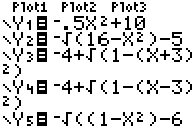 Plot1 Plot2 Plot3
\Y1=-.5X²+10
\Y2=-√((16-X²)-5
\Y3=-4+√(1-(X+3)
²)
\Y4=-4+√(1-(X-3)
²)
\Y5=-√((1-X²)-6